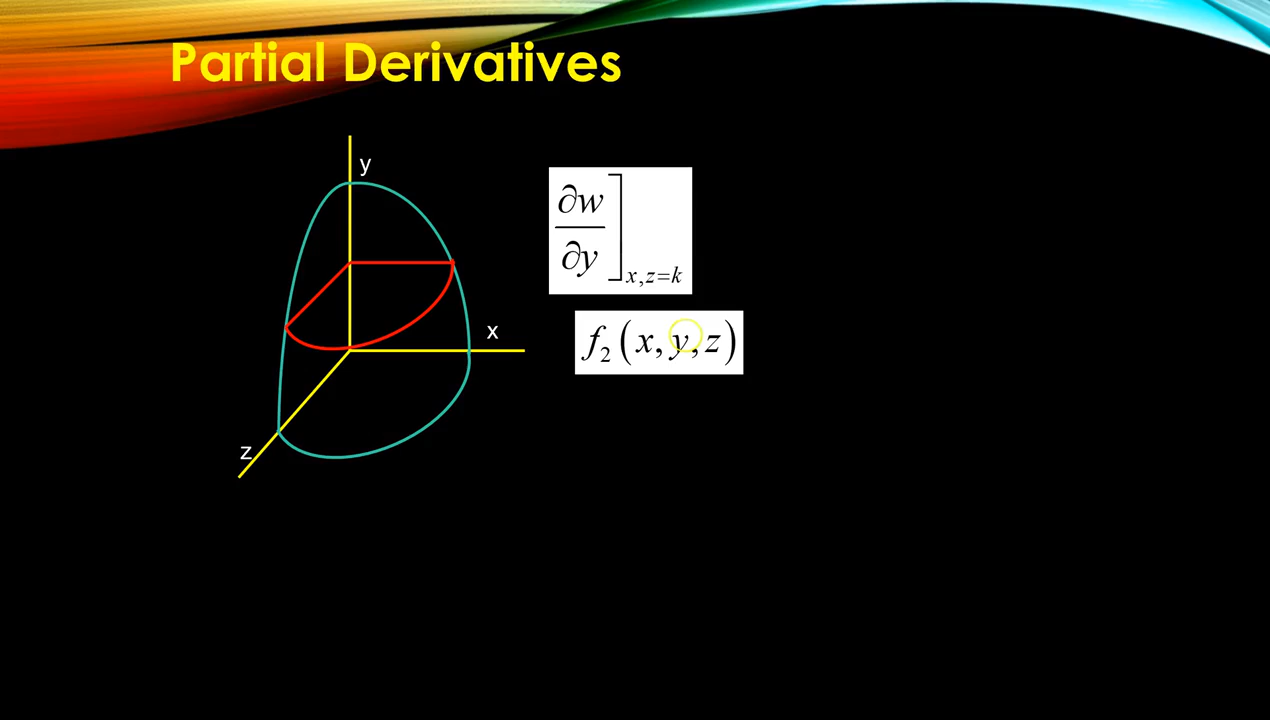 Partial Derivatives
y
∂w/∂y]x,z=k
x
f₂(x, y, z)
z